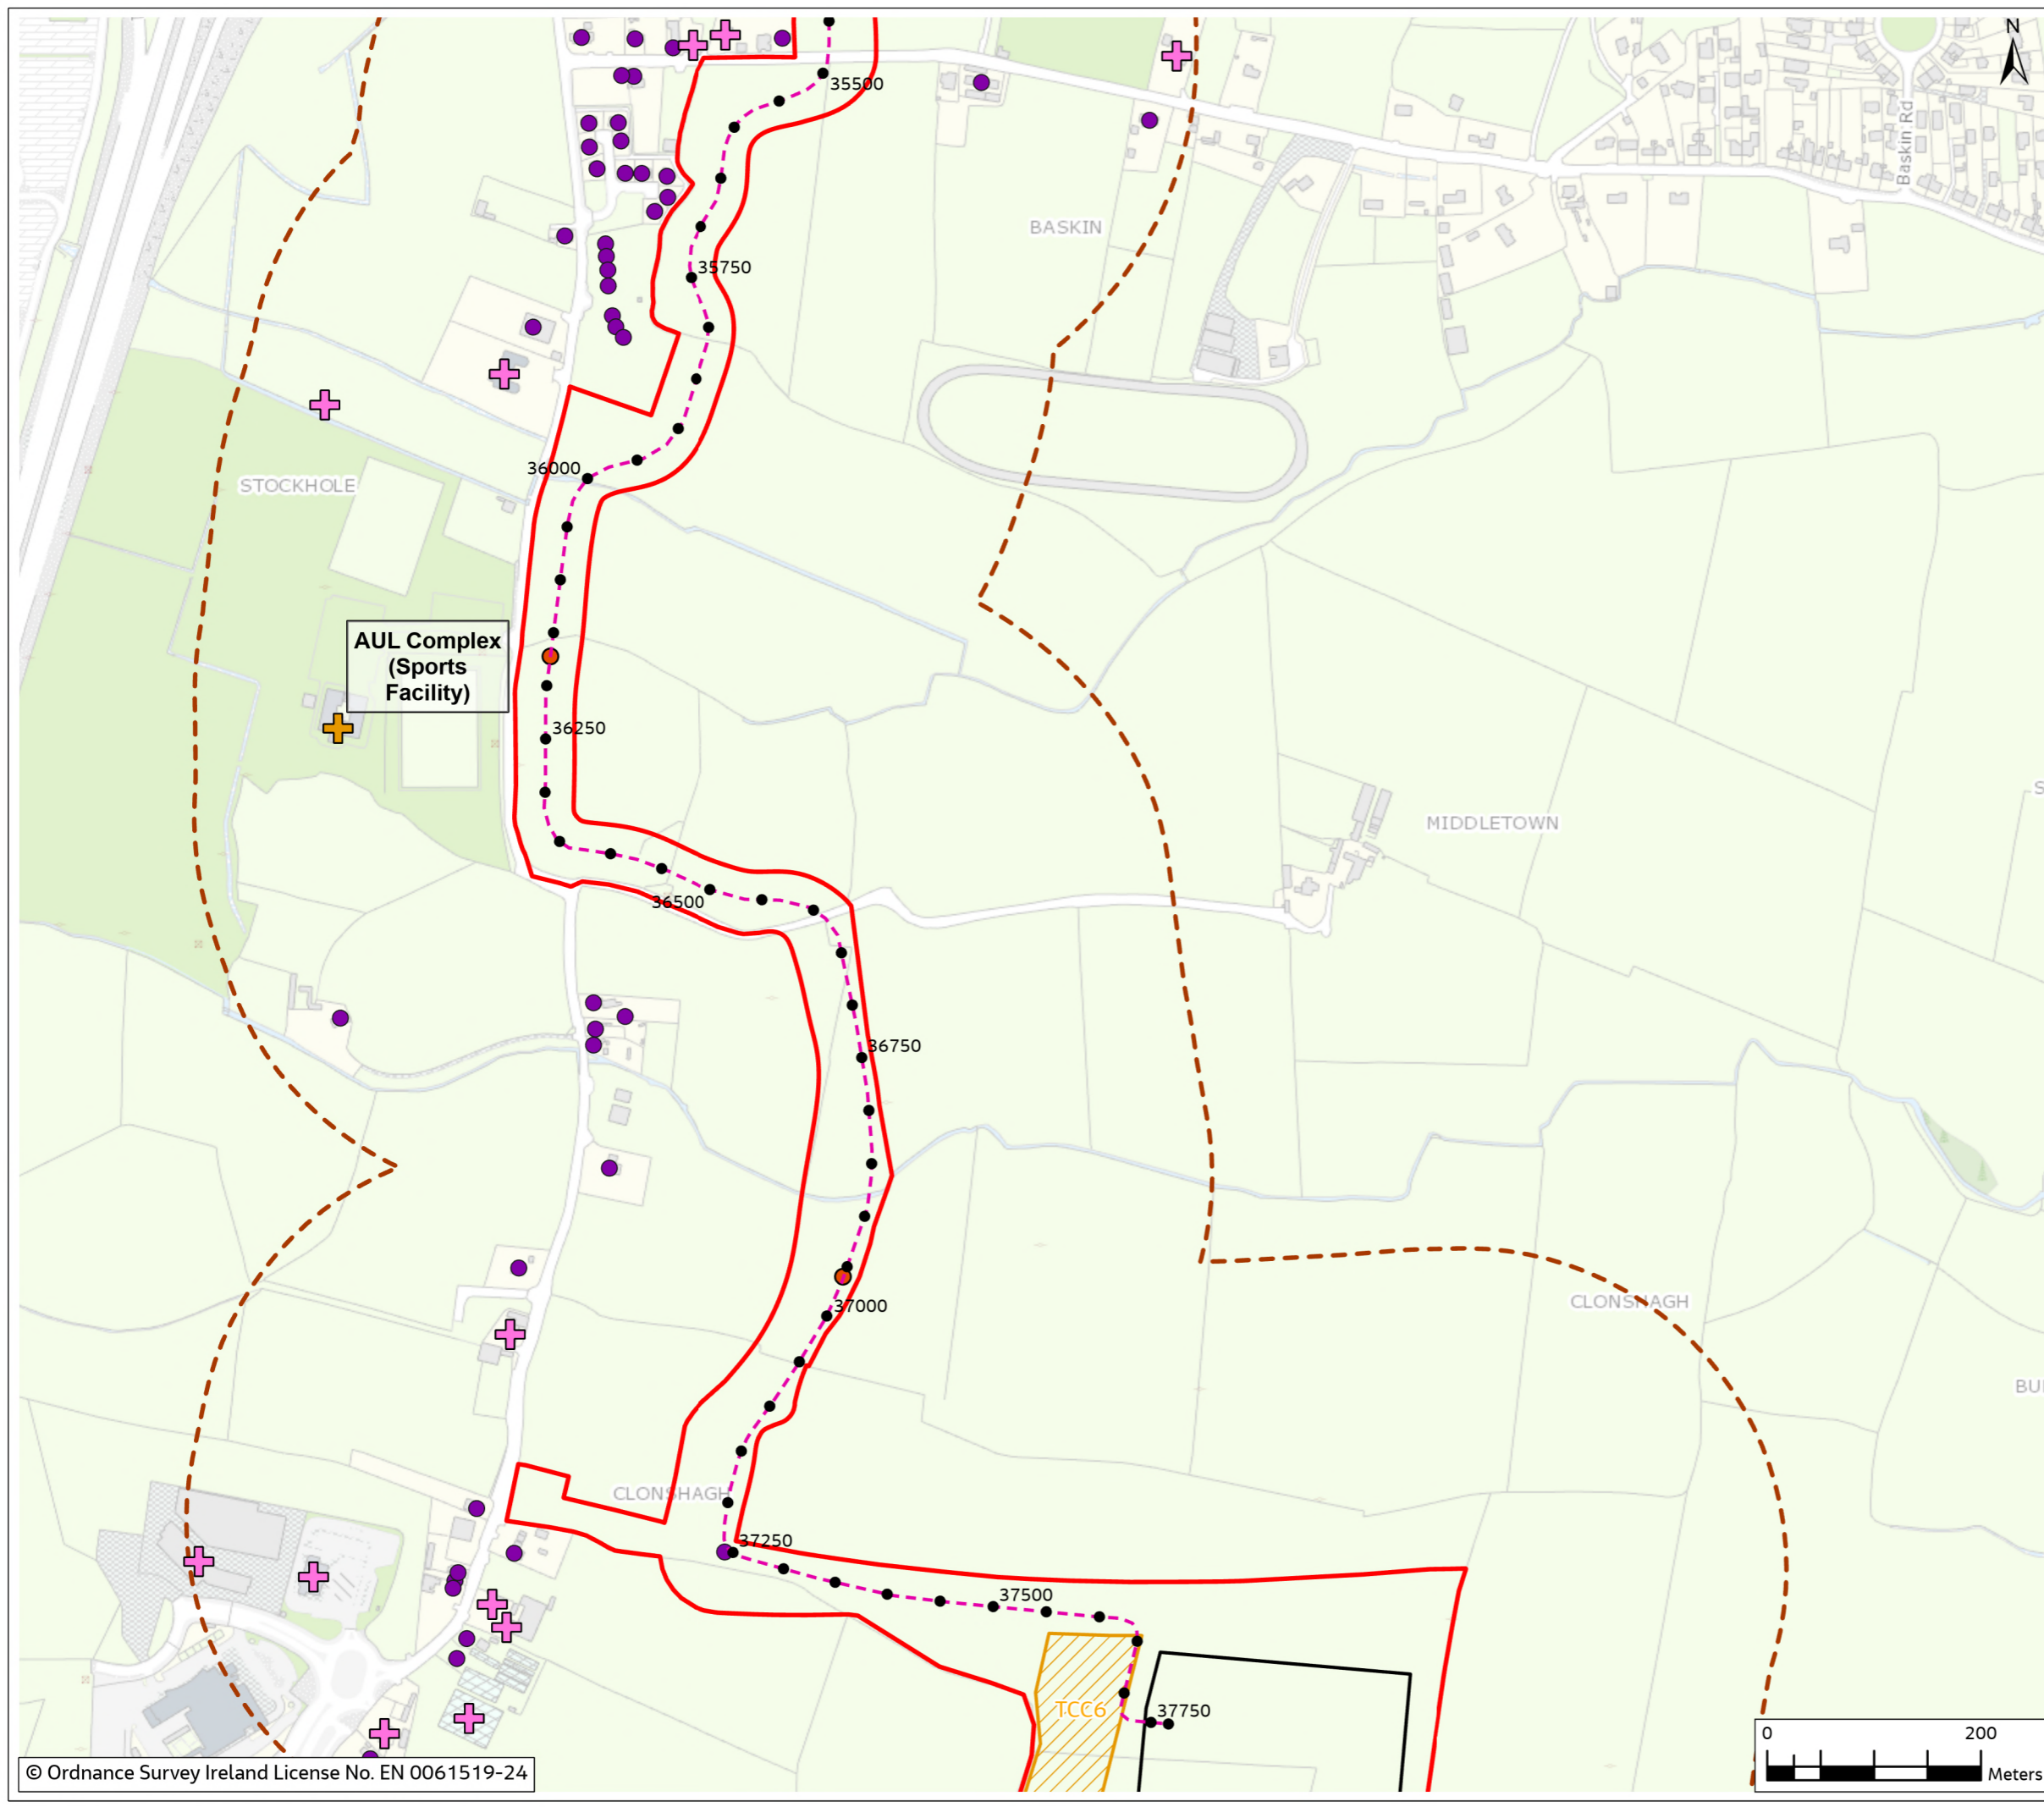 N
35500
Baskin Rd
BASKIN
35750
36000
STOCKHOLE
AUL Complex
(Sports
Facility)
36250
MIDDLETOWN
36500
36750
CLONSHAGH
37000
CLONSHAGH
37250
37500
TCC6
37750
0 200
Meters
© Ordnance Survey Ireland License No. EN 0061519-24